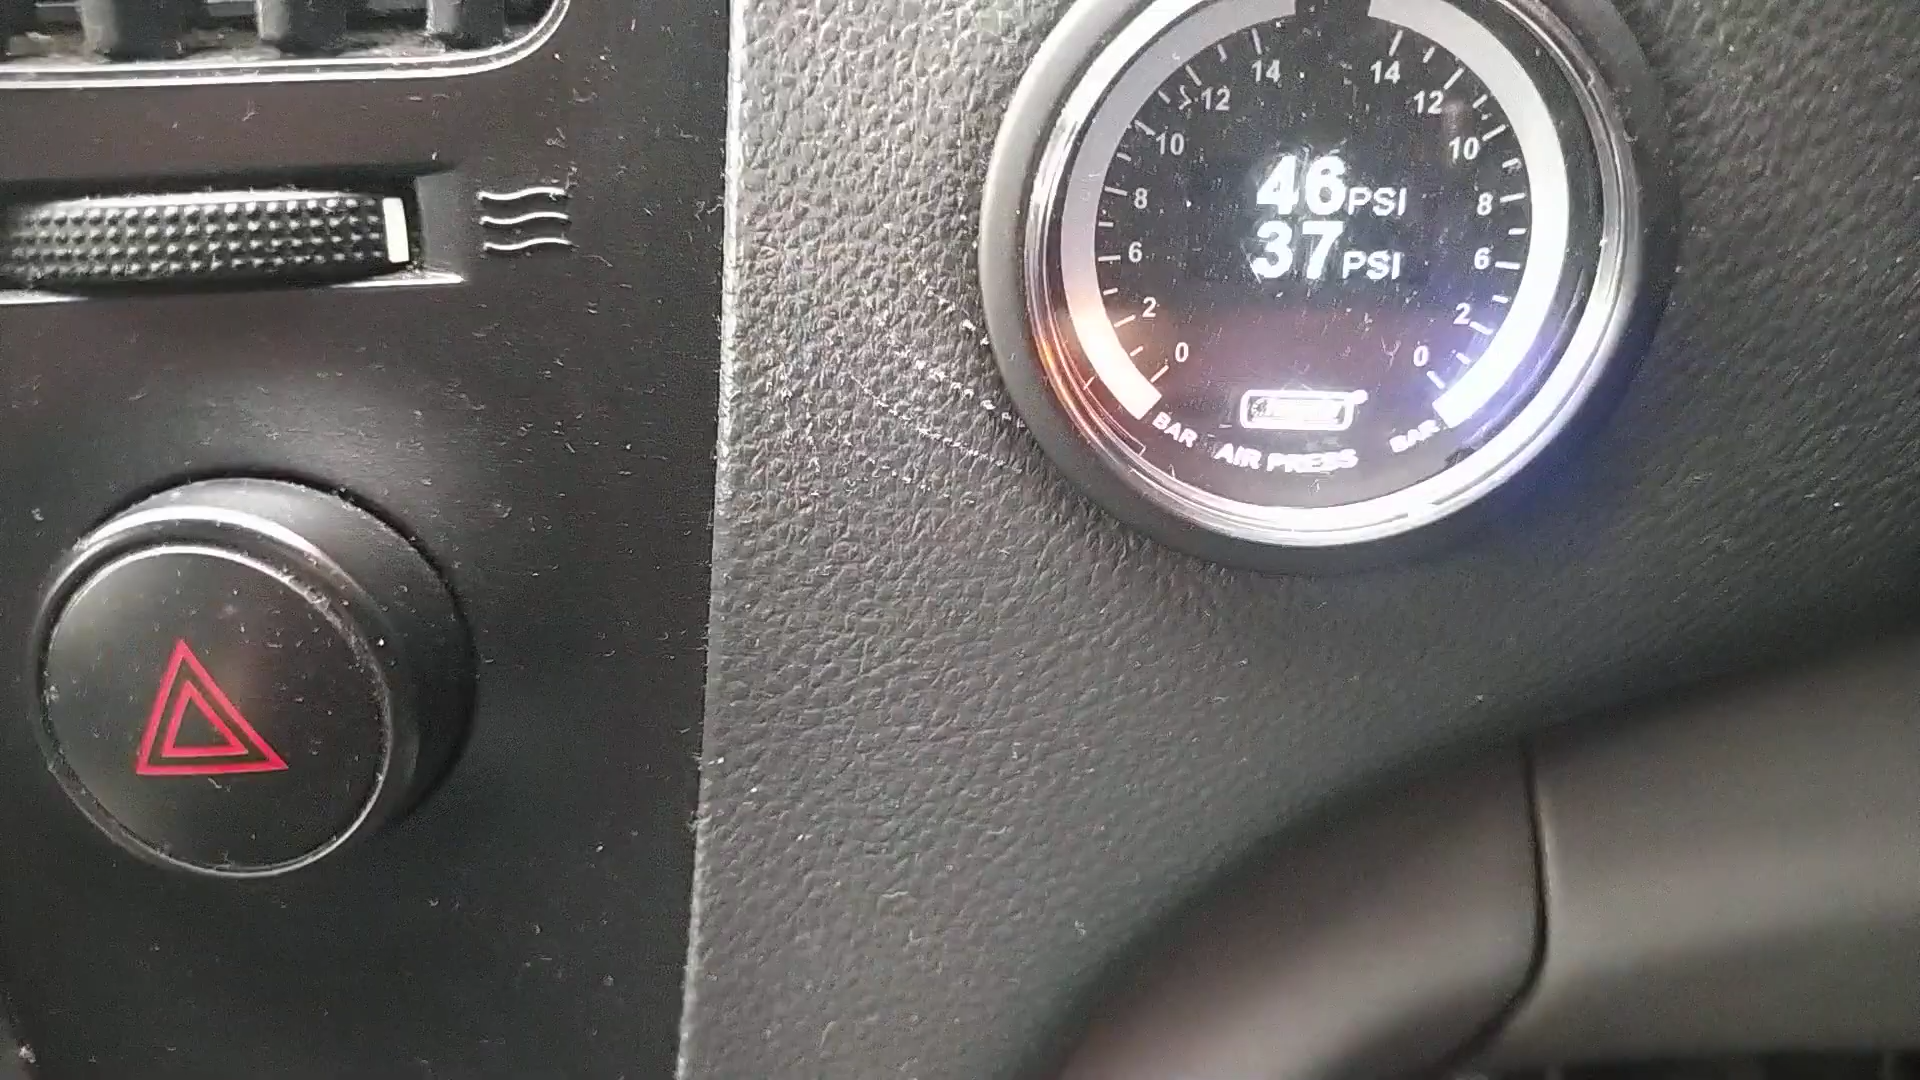 14 14
12 12
10 10
46PSI
8 8
37PSI
6 6
2 2
0 0
BAR AIR PRESS BAR